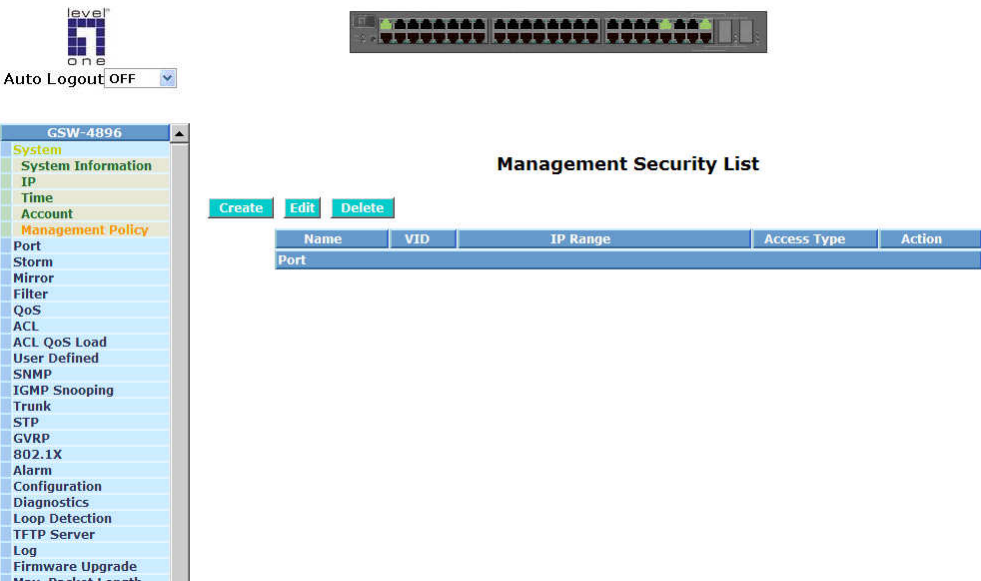 level
one
Auto Logout OFF
GSW-4896
System
System Information
IP
Time
Account
Management Policy
Port
Storm
Mirror
Filter
QoS
ACL
ACL QoS Load
User Defined
SNMP
IGMP Snooping
Trunk
STP
GVRP
802.1X
Alarm
Configuration
Diagnostics
Loop Detection
TFTP Server
Log
Firmware Upgrade
Max. Packet Length
Management Security List
Create Edit Delete
Name VID IP Range Access Type Action
Port